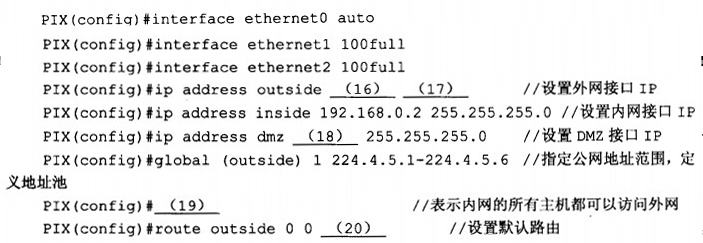 PIX(config)#interface ethernet0 auto
PIX(config)#interface ethernet1 100full
PIX(config)#interface ethernet2 100full
PIX(config)#ip address outside （16） （17） //设置外网接口 IP
PIX(config)#ip address inside 192.168.0.2 255.255.255.0 //设置内网接口 IP
PIX(config)#ip address dmz （18） 255.255.255.0 //设置 DMZ 接口 IP
PIX(config)#global (outside) 1 224.4.5.1-224.4.5.6 //指定公网地址范围，定
义地址池
PIX(config)# （19） //表示内网的所有主机都可以访问外网
PIX(config)#route outside 0 0 （20） //设置默认路由